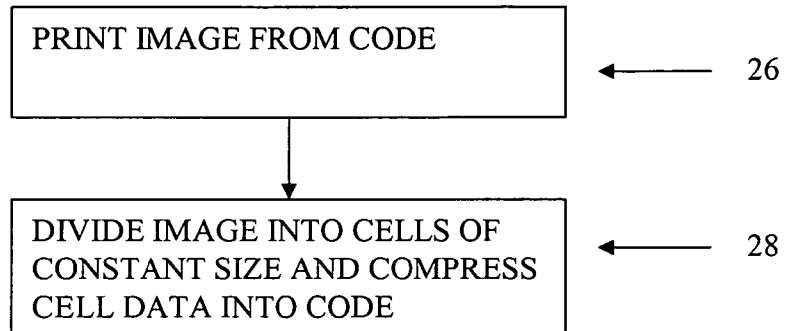 PRINT IMAGE FROM CODE
26
DIVIDE IMAGE INTO CELLS OF
CONSTANT SIZE AND COMPRESS
CELL DATA INTO CODE
28